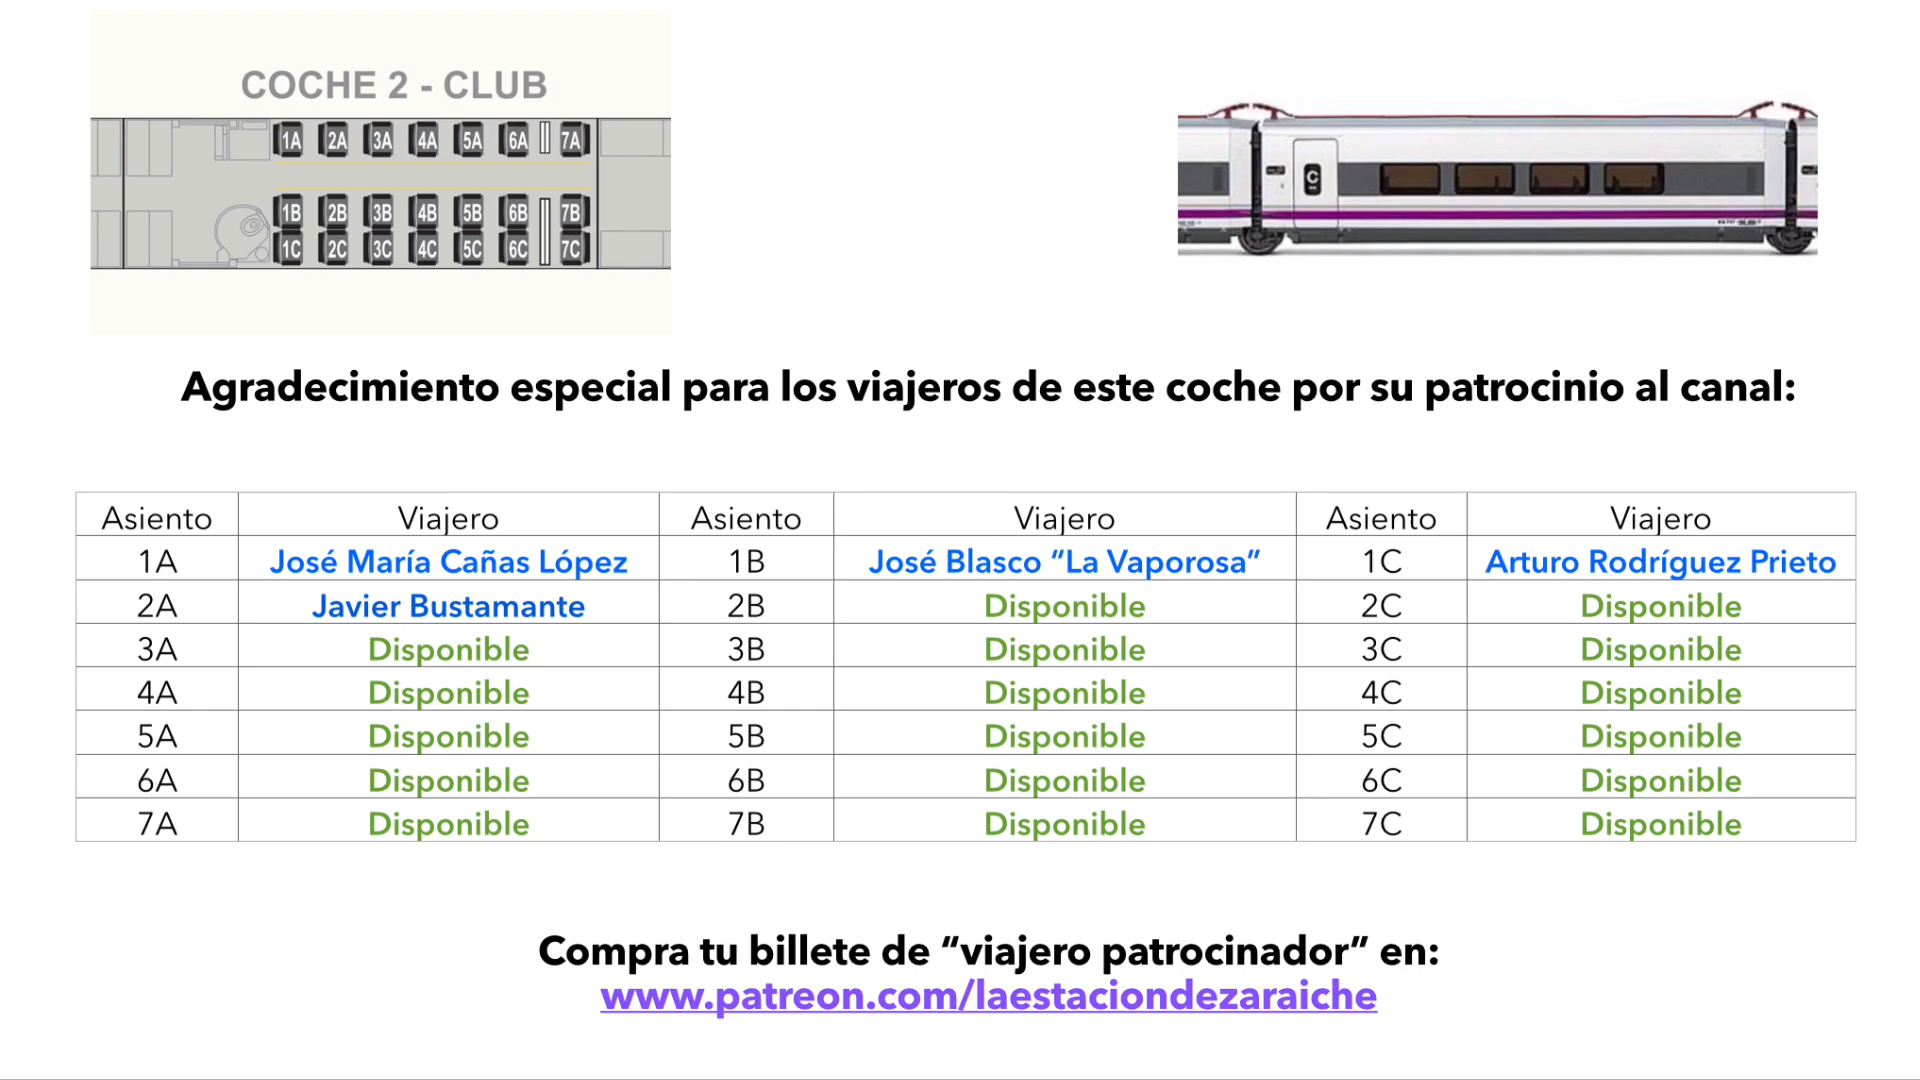 COCHE 2 - CLUB
1A 2A 3A 4A 5A 6A 7A
1B 2B 3B 4B 5B 6B 7B
1C 2C 3C 4C 5C 6C 7C
C
Agradecimiento especial para los viajeros de este coche por su patrocinio al canal:
Asiento Viajero Asiento Viajero Asiento Viajero
1A José María Cañas López 1B José Blasco “La Vaporosa” 1C Arturo Rodríguez Prieto
2A Javier Bustamante 2B Disponible 2C Disponible
3A Disponible 3B Disponible 3C Disponible
4A Disponible 4B Disponible 4C Disponible
5A Disponible 5B Disponible 5C Disponible
6A Disponible 6B Disponible 6C Disponible
7A Disponible 7B Disponible 7C Disponible
Compra tu billete de “viajero patrocinador” en:
www.patreon.com/laestaciondezaraiche